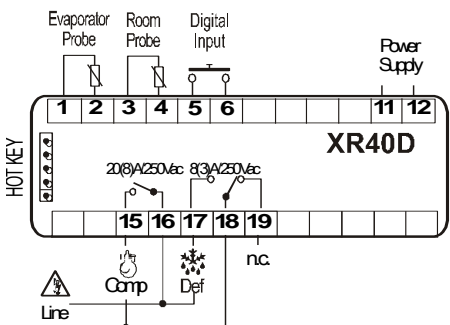 Evaporator Probe
Room Probe
Digital Input
Power Supply
1 2 3 4 5 6 11 12
XR40D
HOT KEY
20(8)A/250Vac 8(3)A/250Vac
15 16 17 18 19
Comp
Def
n.c.
Line